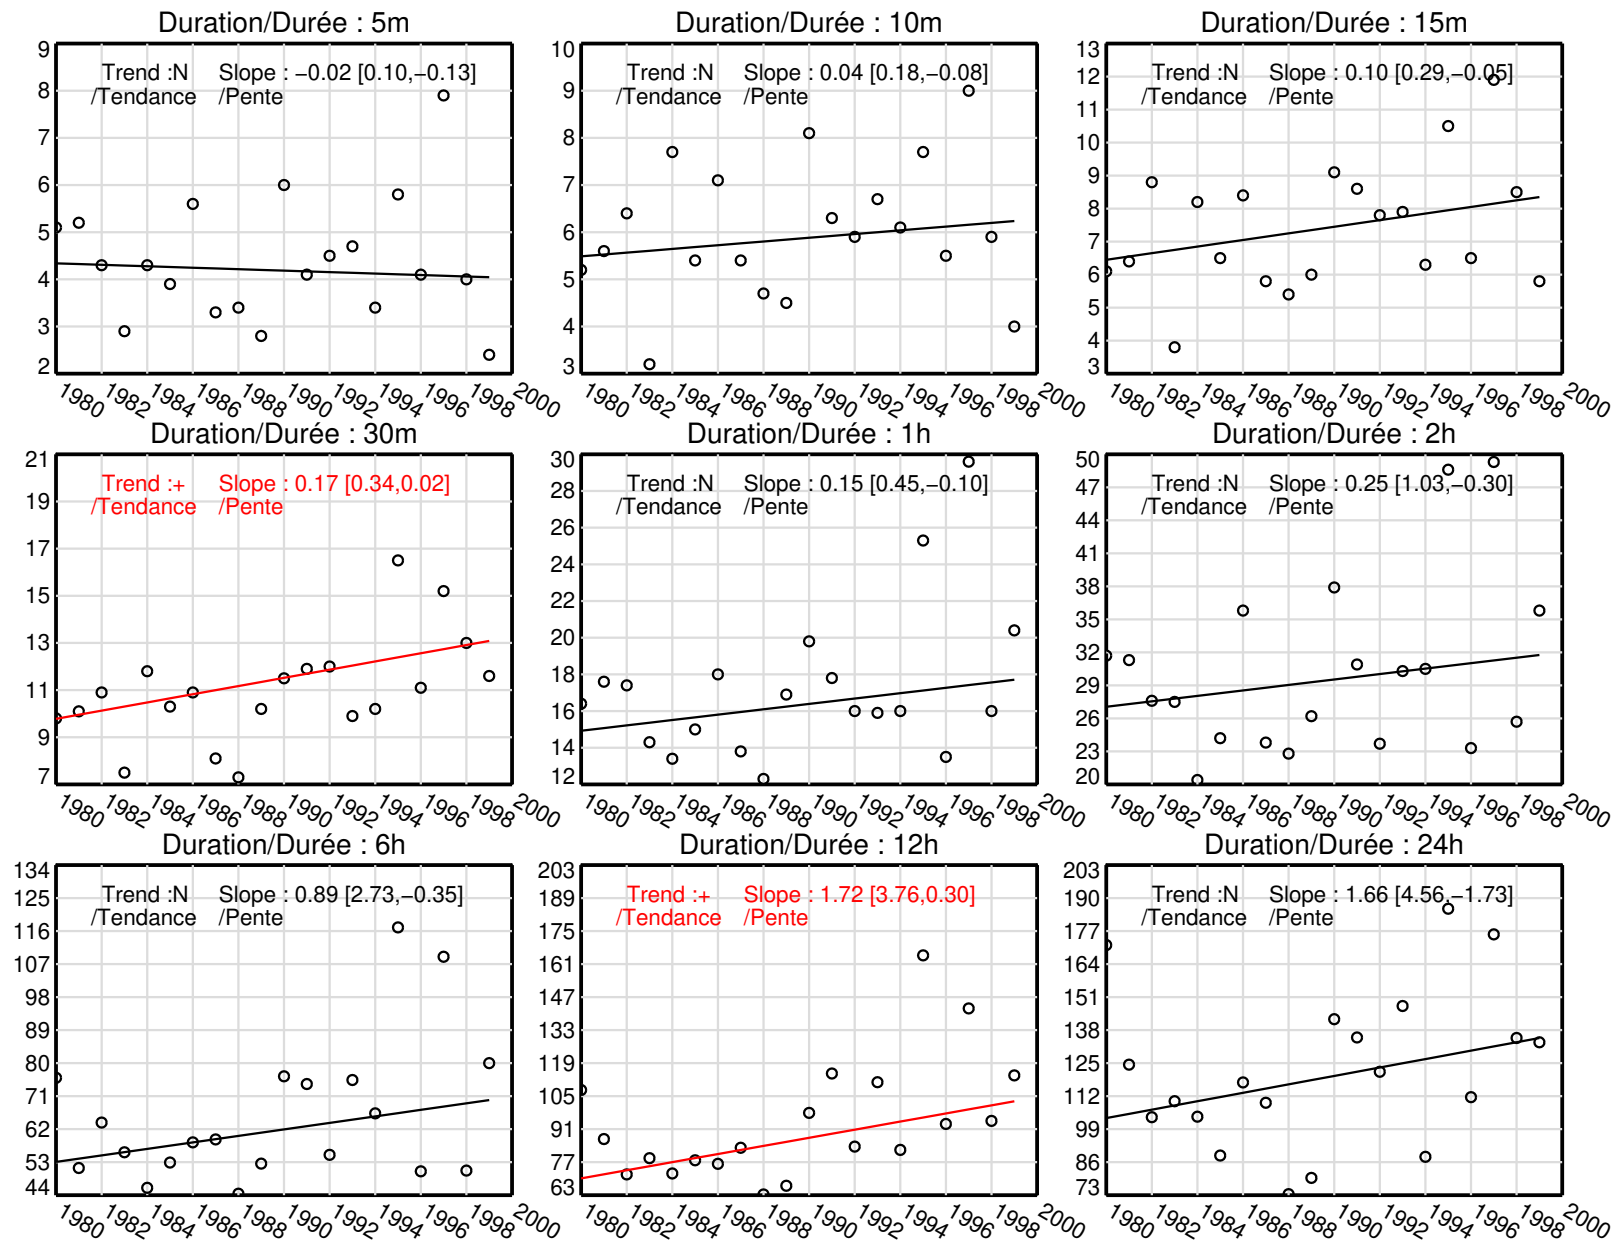 Duration/Durée : 5m
9
8
7
6
5
4
3
2
Trend :N Slope : −0.02 [0.10,−0.13]
/Tendance /Pente
1980 1982 1984 1986 1988 1990 1992 1994 1996 1998 2000
Duration/Durée : 10m
10
9
8
7
6
5
4
3
Trend :N Slope : 0.04 [0.18,−0.08]
/Tendance /Pente
1980 1982 1984 1986 1988 1990 1992 1994 1996 1998 2000
Duration/Durée : 15m
13
12
11
10
9
8
7
6
5
4
3
Trend :N Slope : 0.10 [0.29,−0.05]
/Tendance /Pente
1980 1982 1984 1986 1988 1990 1992 1994 1996 1998 2000
Duration/Durée : 30m
21
19
17
15
13
11
9
7
Trend :+ Slope : 0.17 [0.34,0.02]
/Tendance /Pente
1980 1982 1984 1986 1988 1990 1992 1994 1996 1998 2000
Duration/Durée : 1h
30
28
26
24
22
20
18
16
14
12
Trend :N Slope : 0.15 [0.45,−0.10]
/Tendance /Pente
1980 1982 1984 1986 1988 1990 1992 1994 1996 1998 2000
Duration/Durée : 2h
50
47
44
41
38
35
32
29
26
23
20
Trend :N Slope : 0.25 [1.03,−0.30]
/Tendance /Pente
1980 1982 1984 1986 1988 1990 1992 1994 1996 1998 2000
Duration/Durée : 6h
134
125
116
107
98
89
80
71
62
53
44
Trend :N Slope : 0.89 [2.73,−0.35]
/Tendance /Pente
1980 1982 1984 1986 1988 1990 1992 1994 1996 1998 2000
Duration/Durée : 12h
203
189
175
161
147
133
119
105
91
77
63
Trend :+ Slope : 1.72 [3.76,0.30]
/Tendance /Pente
1980 1982 1984 1986 1988 1990 1992 1994 1996 1998 2000
Duration/Durée : 24h
203
190
177
164
151
138
125
112
99
86
73
Trend :N Slope : 1.66 [4.56,−1.73]
/Tendance /Pente
1980 1982 1984 1986 1988 1990 1992 1994 1996 1998 2000